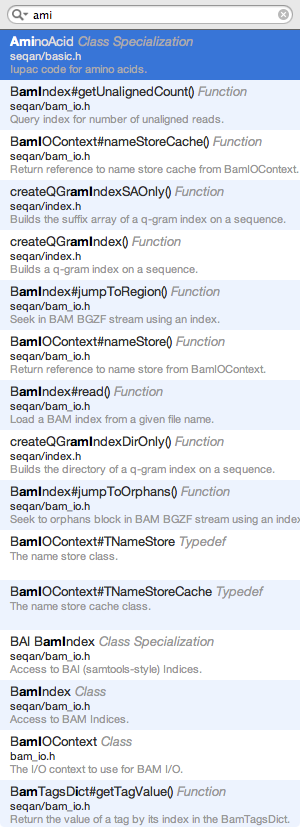 ami
AminoAcid Class Specialization
seqan/basic.h
Iupac code for amino acids.
BamIndex#getUnalignedCount() Function
seqan/bam_io.h
Query index for number of unaligned reads.
BamIOContext#nameStoreCache() Function
seqan/bam_io.h
Return reference to name store cache from BamIOContext.
createQGramIndexSAOnly() Function
seqan/index.h
Builds the suffix array of a q-gram index on a sequence.
createQGramIndex() Function
seqan/index.h
Builds a q-gram index on a sequence.
BamIndex#jumpToRegion() Function
seqan/bam_io.h
Seek in BAM BGZF stream using an index.
BamIOContext#nameStore() Function
seqan/bam_io.h
Return reference to name store from BamIOContext.
BamIndex#read() Function
seqan/bam_io.h
Load a BAM index from a given file name.
createQGramIndexDirOnly() Function
seqan/index.h
Builds the directory of a q-gram index on a sequence.
BamIndex#jumpToOrphans() Function
seqan/bam_io.h
Seek to orphans block in BAM BGZF stream using an index
BamIOContext#TNameStore Typedef
The name store class.
BamIOContext#TNameStoreCache Typedef
The name store cache class.
BAI BamIndex Class Specialization
seqan/bam_io.h
Access to BAI (samtools-style) Indices.
BamIndex Class
seqan/bam_io.h
Access to BAM Indices.
BamIOContext Class
bam_io.h
The I/O context to use for BAM I/O.
BamTagsDict#getTagValue() Function
seqan/bam_io.h
Return the value of a tag by its index in the BamTagsDict.